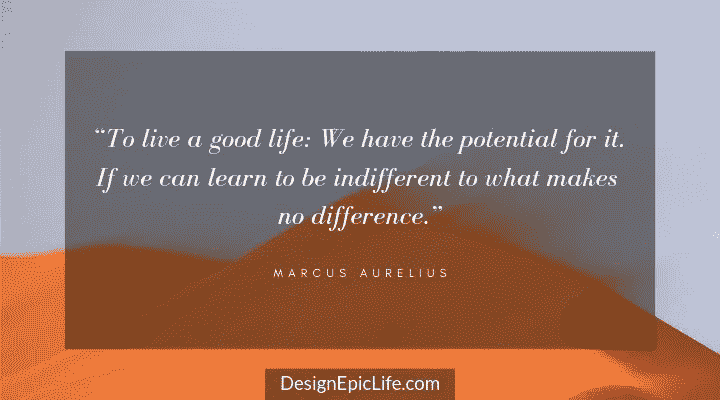 “To live a good life: We have the potential for it.
If we can learn to be indifferent to what makes
no difference.”
MARCUS AURELIUS
DesignEpicLife.com